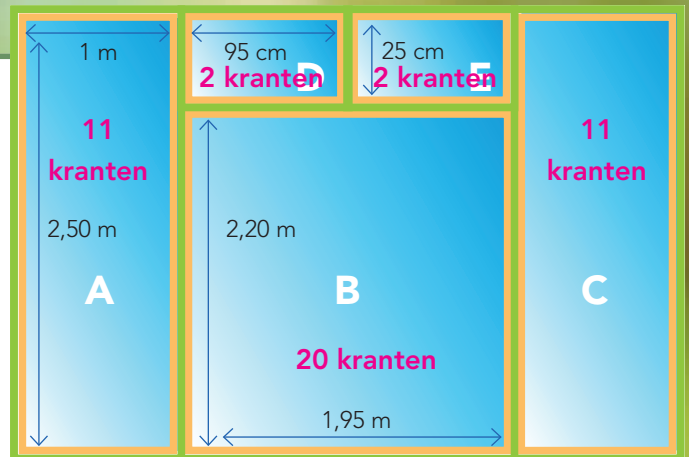 1 m
11
kranten
2,50 m
A
95 cm
2 kranten
D
25 cm
2 kranten
E
2,20 m
B
20 kranten
1,95 m
11
kranten
C